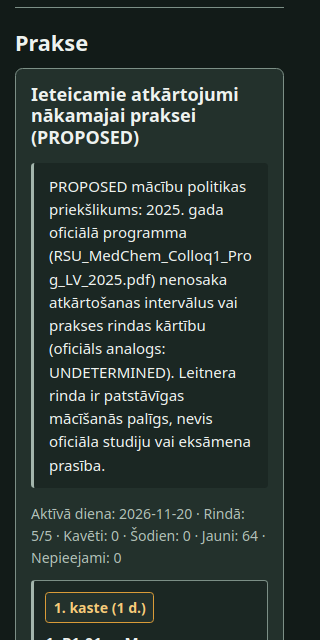 Prakse
Ieteicamie atkārtojumi
nākamajai praksei
(PROPOSED)
PROPOSED mācību politikas
priekšlikums: 2025. gada
oficiālā programma
(RSU_MedChem_Colloq1_Pro
g_LV_2025.pdf) nenosaka
atkārtošanas intervālus vai
prakses rindas kārtību
(oficiāls analogs:
UNDETERMINED). Leitnera
rinda ir patstāvīgas
mācīšanās palīgs, nevis
oficiāla studiju vai eksāmena
prasība.
Aktīvā diena: 2026-11-20 · Rindā:
5/5 · Kavēti: 0 · Šodien: 0 · Jauni: 64 ·
Nepieejami: 0
1. kaste (1 d.)